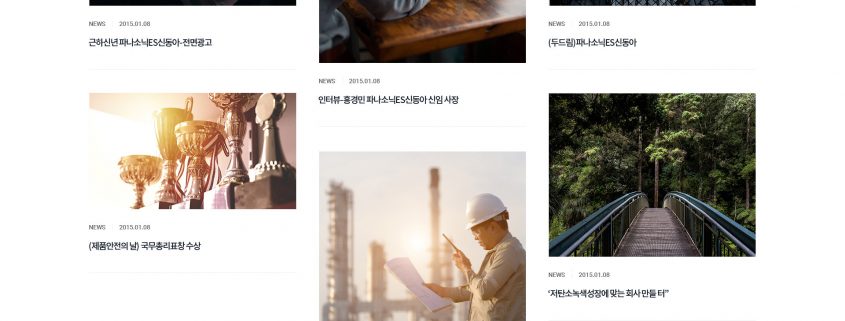 NEWS 2015.01.08
근하신년 파나소닉ES신동아-전면광고
NEWS 2015.01.08
(제품안전의 날) 국무총리표창 수상
NEWS 2015.01.08
인터뷰-홍경민 파나소닉ES신동아 신임 사장
NEWS 2015.01.08
(두드림)파나소닉ES신동아
NEWS 2015.01.08
‘저탄소녹색성장에 맞는 회사 만들 터”